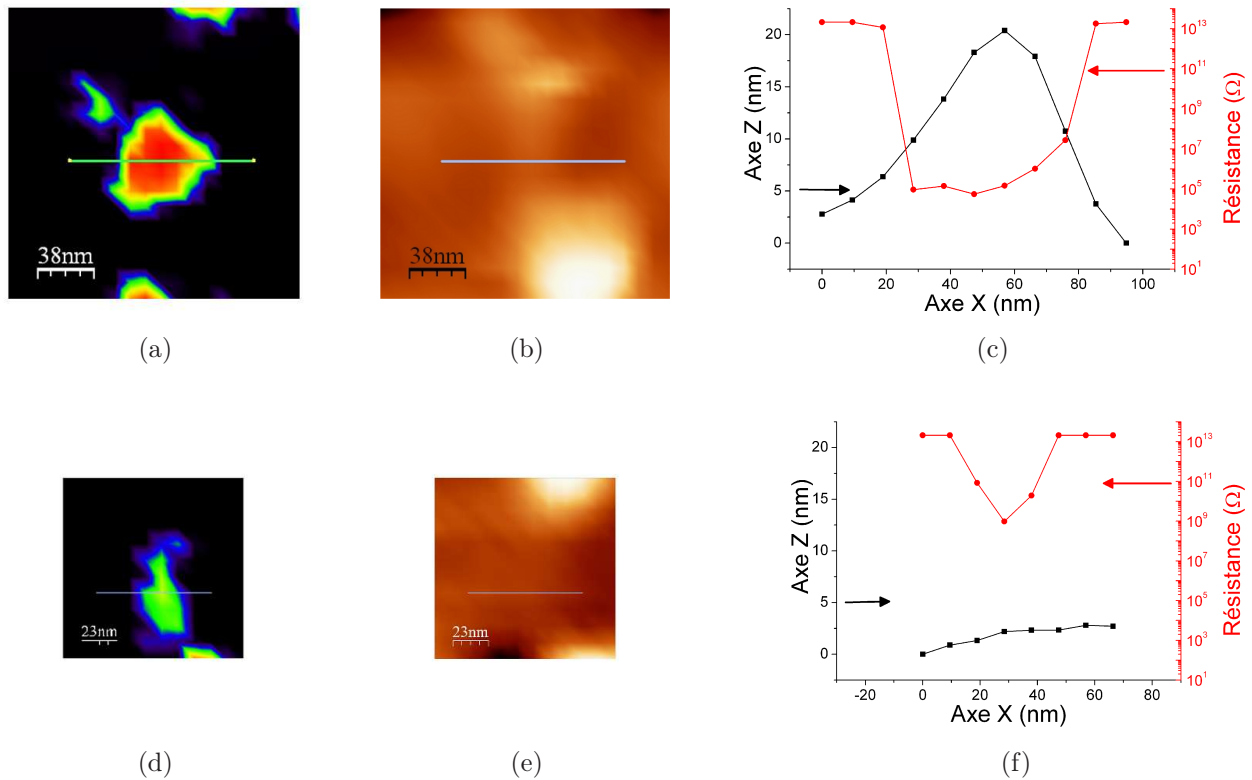 38nm
38nm
20
15
10
5
0
Axe Z (nm)
0
20
40
60
80
100
Axe X (nm)
10¹³
10¹¹
10⁹
10⁷
10⁵
10³
10¹
Résistance (Ω)
(a)
(b)
(c)
23nm
23nm
20
15
10
5
0
Axe Z (nm)
-20
0
20
40
60
80
Axe X (nm)
10¹³
10¹¹
10⁹
10⁷
10⁵
10³
10¹
Résistance (Ω)
(d)
(e)
(f)